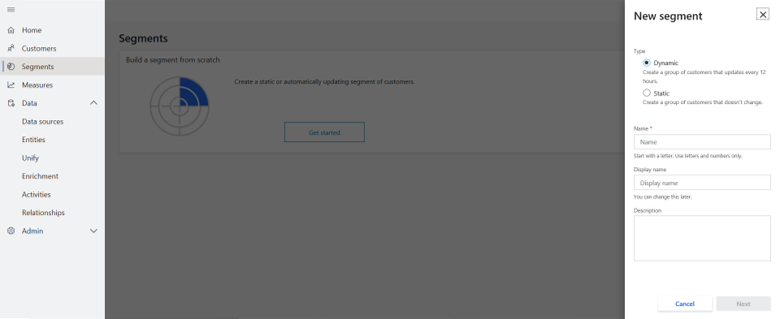 Home
Customers
Segments
Measures
Data
Data sources
Entities
Unify
Enrichment
Activities
Relationships
Admin
Segments
Build a segment from scratch
Create a static or automatically updating segment of customers.
Get started
New segment
Type
Dynamic
Create a group of customers that updates every 12
hours.
Static
Create a group of customers that doesn't change.
Name *
Name
Start with a letter. Use letters and numbers only.
Display name
Display name
You can change this later.
Description
Cancel
Next